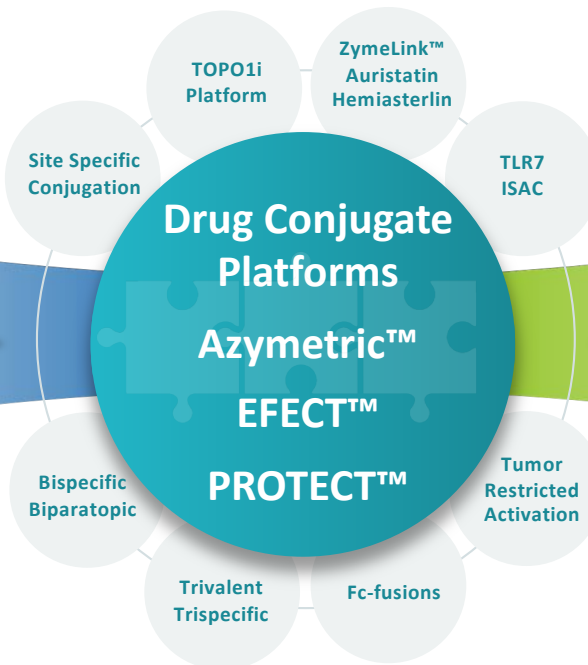 TOPO1i
Platform
ZymeLink™
Auristatin
Hemiasterlin
Site Specific
Conjugation
TLR7
ISAC
Drug Conjugate
Platforms
Azymetric™
EFECT™
PROTECT™
Bispecific
Biparatopic
Tumor
Restricted
Activation
Trivalent
Trispecific
Fc-fusions